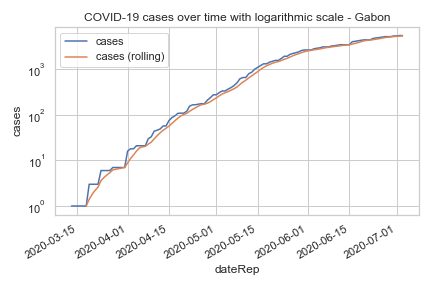 COVID-19 cases over time with logarithmic scale - Gabon
cases
cases (rolling)
10³
10²
10¹
10⁰
cases
2020-03-15
2020-04-01
2020-04-15
2020-05-01
2020-05-15
2020-06-01
2020-06-15
2020-07-01
dateRep